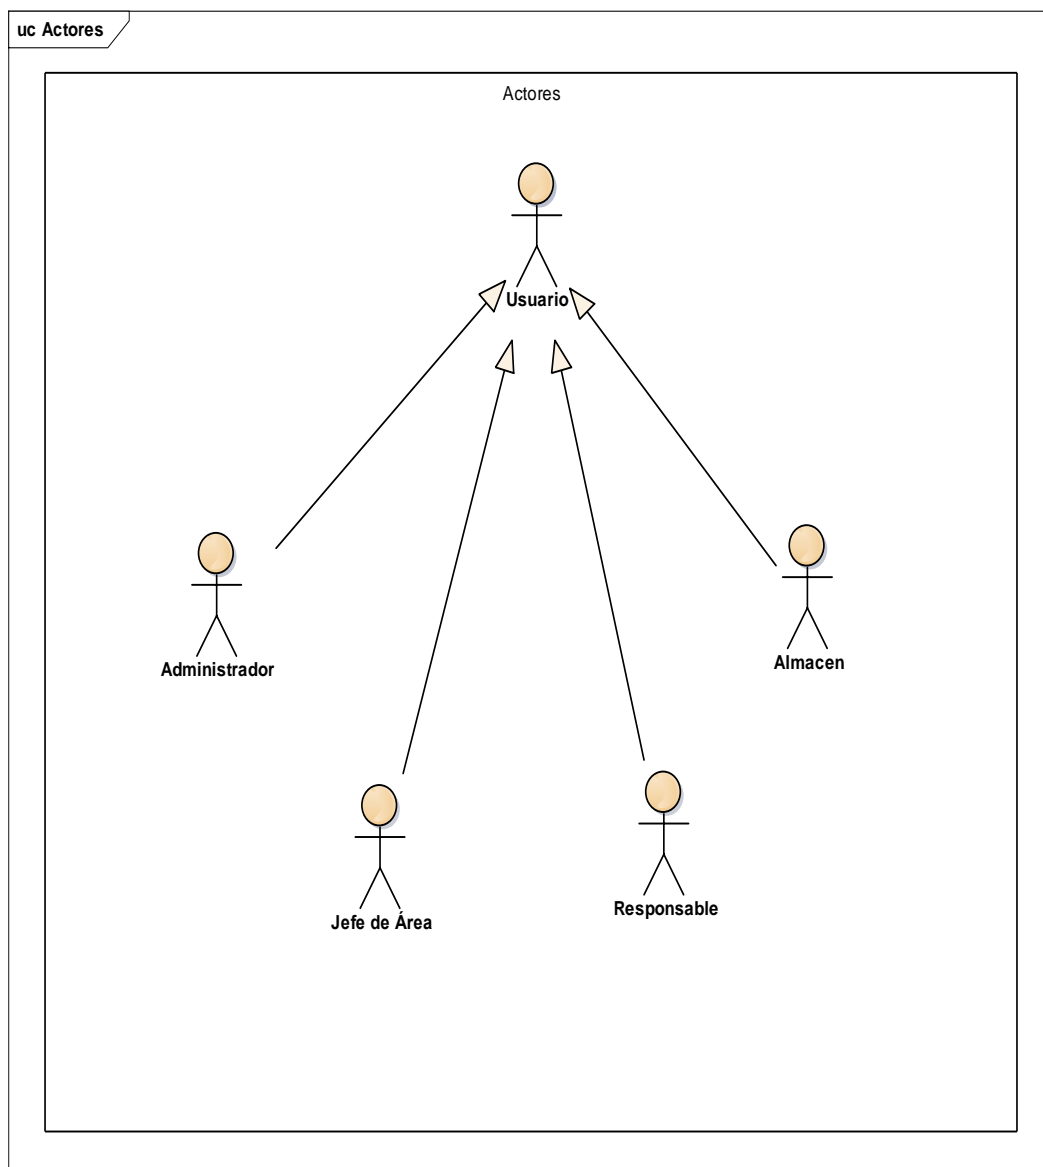 uc Actores
Actores
Usuario
Administrador
Almacen
Jefe de Área
Responsable